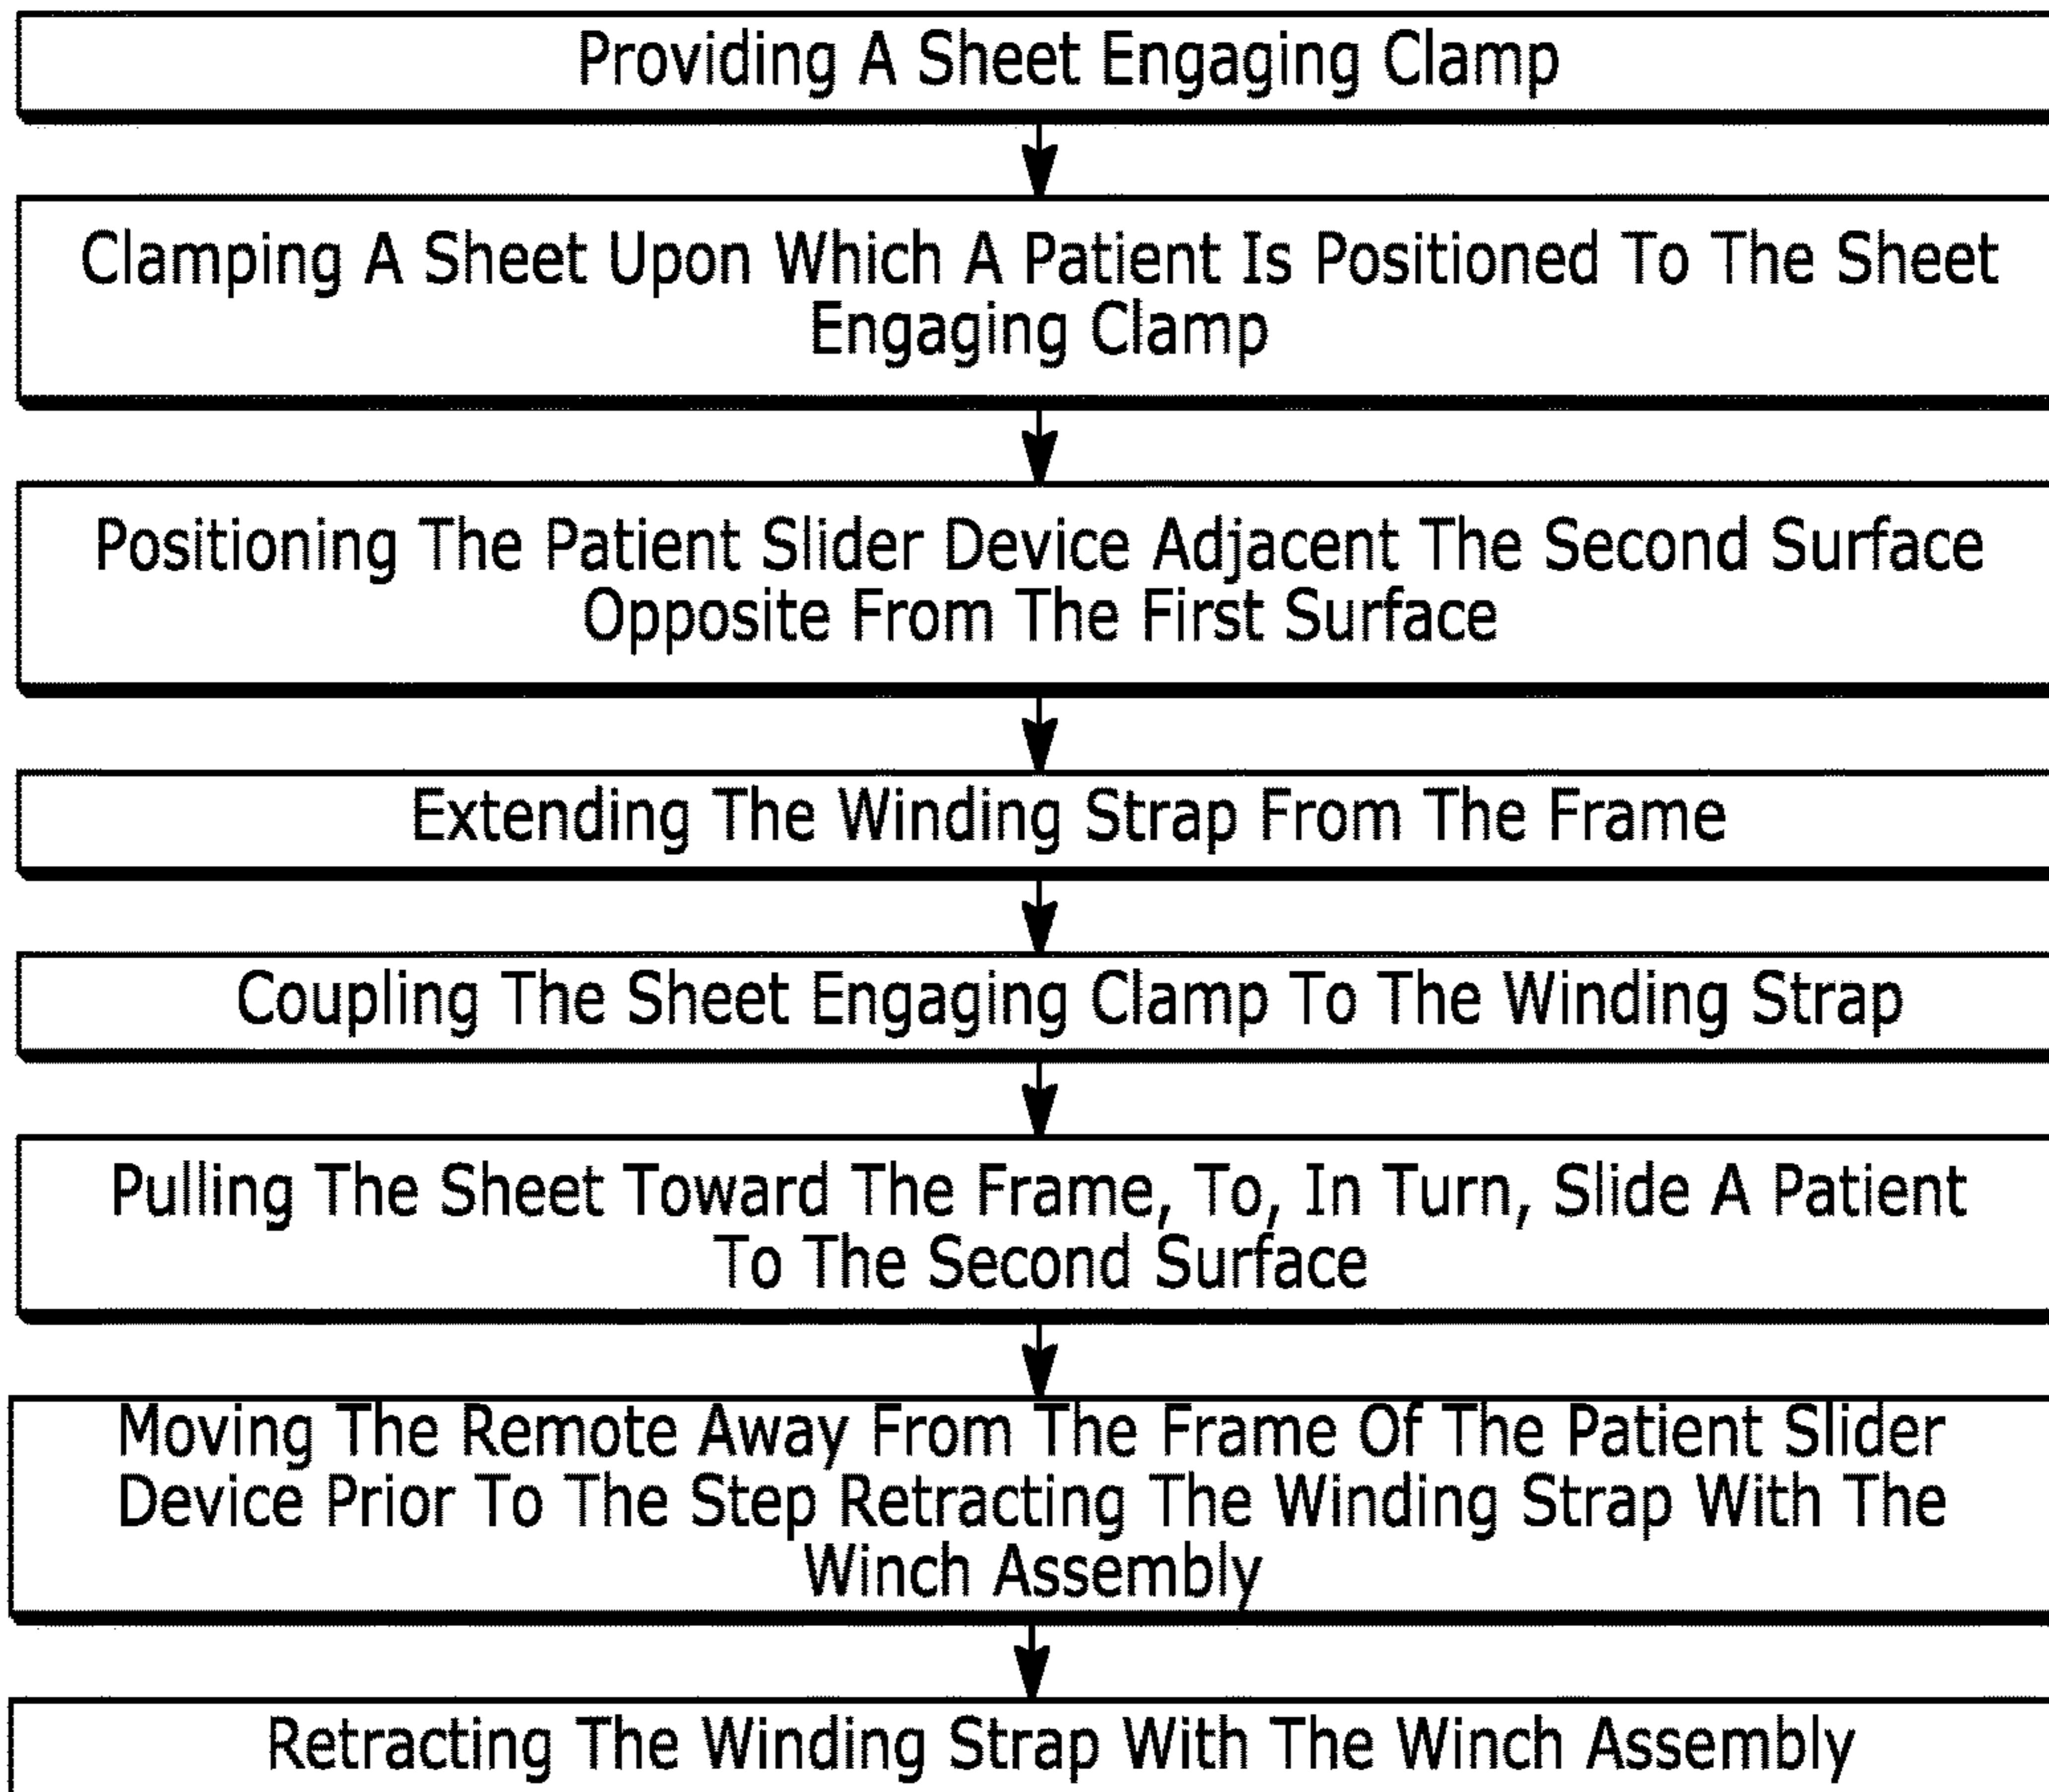 Providing A Sheet Engaging Clamp
Clamping A Sheet Upon Which A Patient Is Positioned To The Sheet
Engaging Clamp
Positioning The Patient Slider Device Adjacent The Second Surface
Opposite From The First Surface
Extending The Winding Strap From The Frame
Coupling The Sheet Engaging Clamp To The Winding Strap
Pulling The Sheet Toward The Frame, To, In Turn, Slide A Patient
To The Second Surface
Moving The Remote Away From The Frame Of The Patient Slider
Device Prior To The Step Retracting The Winding Strap With The
Winch Assembly
Retracting The Winding Strap With The Winch Assembly